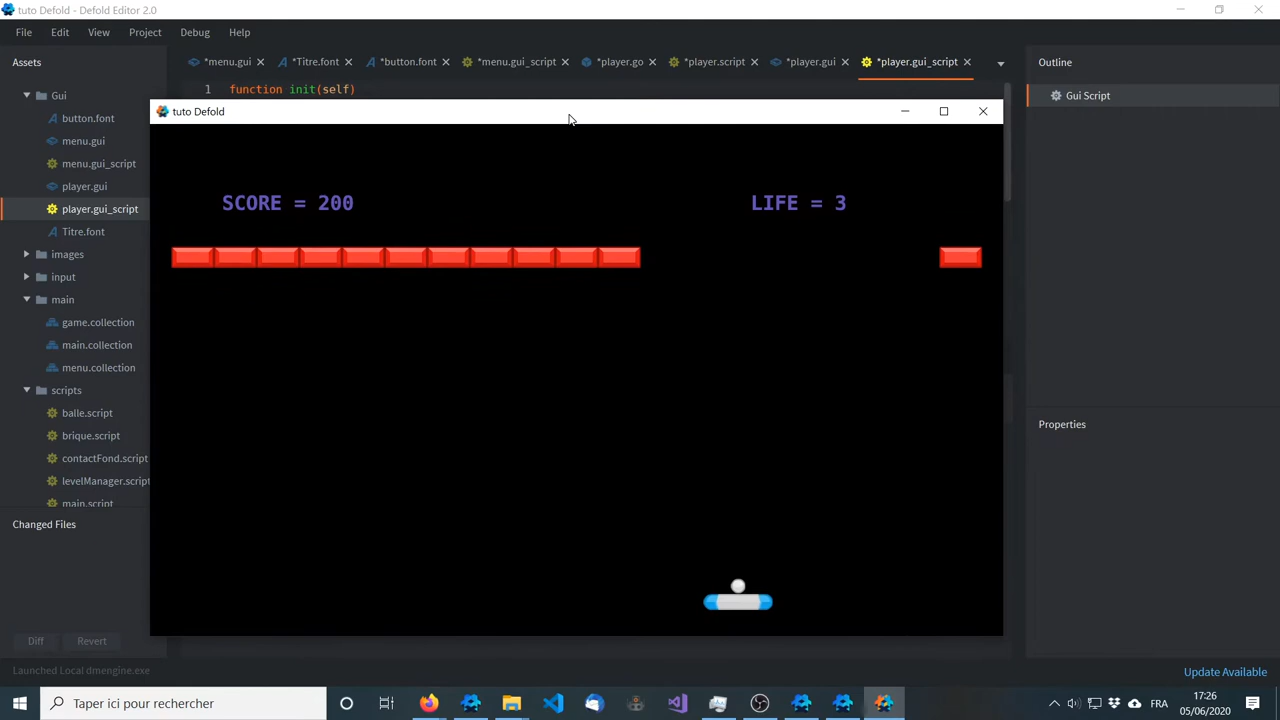 tuto Defold - Defold Editor 2.0
File Edit View Project Debug Help
Assets
*menu.gui *Titre.font *button.font *menu.gui_script *player.go *player.script *player.gui *player.gui_script
Outline
Gui
1 function init(self)
Gui Script
tuto Defold
button.font
menu.gui
menu.gui_script
player.gui
player.gui_script
Titre.font
SCORE = 200 LIFE = 3
images
input
main
game.collection
main.collection
menu.collection
scripts
balle.script
brique.script
contactFond.script
levelManager.script
main.script
Properties
Changed Files
Diff Revert
Launched Local dmengine.exe
Update Available
Taper ici pour rechercher
FRA
17:26
05/06/2020